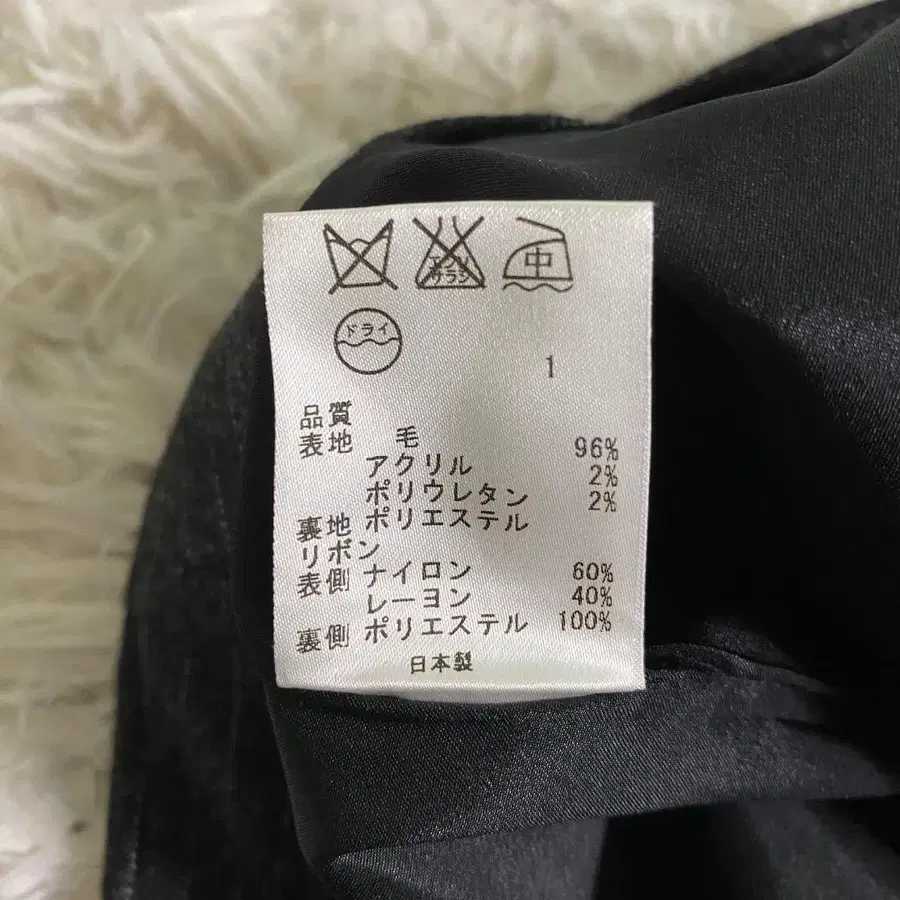 エンソ
サラシ
中
ドライ
1
品質
表地 毛 96%
アクリル 2%
ポリウレタン 2%
裏地 ポリエステル
リボン
表側 ナイロン 60%
レーヨン 40%
裏側 ポリエステル 100%
日本製